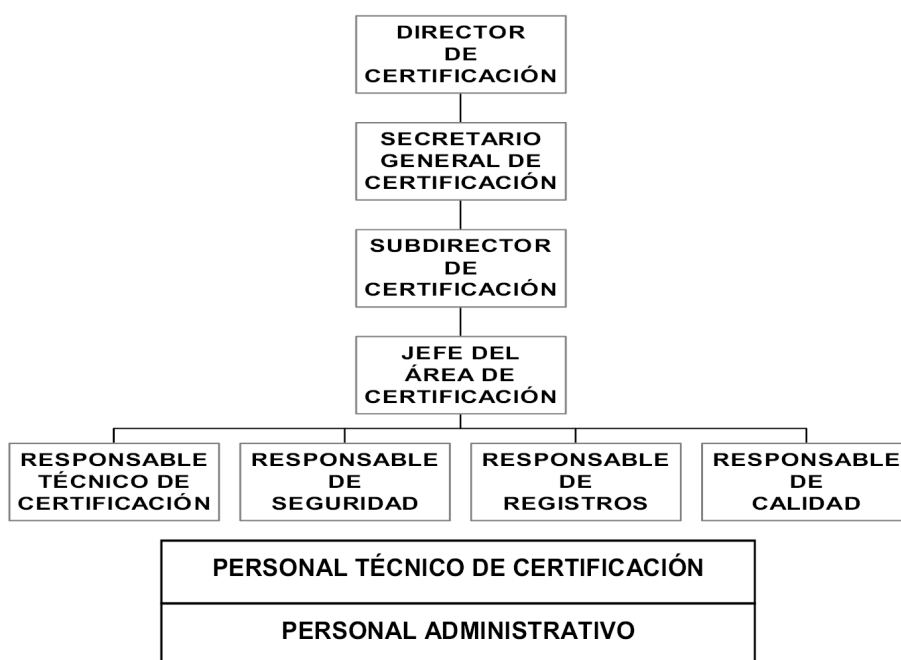 DIRECTOR
DE
CERTIFICACIÓN
SECRETARIO
GENERAL DE
CERTIFICACIÓN
SUBDIRECTOR
DE
CERTIFICACIÓN
JEFE DEL
ÁREA DE
CERTIFICACIÓN
RESPONSABLE
TÉCNICO DE
CERTIFICACIÓN
RESPONSABLE
DE
SEGURIDAD
RESPONSABLE
DE
REGISTROS
RESPONSABLE
DE
CALIDAD
PERSONAL TÉCNICO DE CERTIFICACIÓN
PERSONAL ADMINISTRATIVO